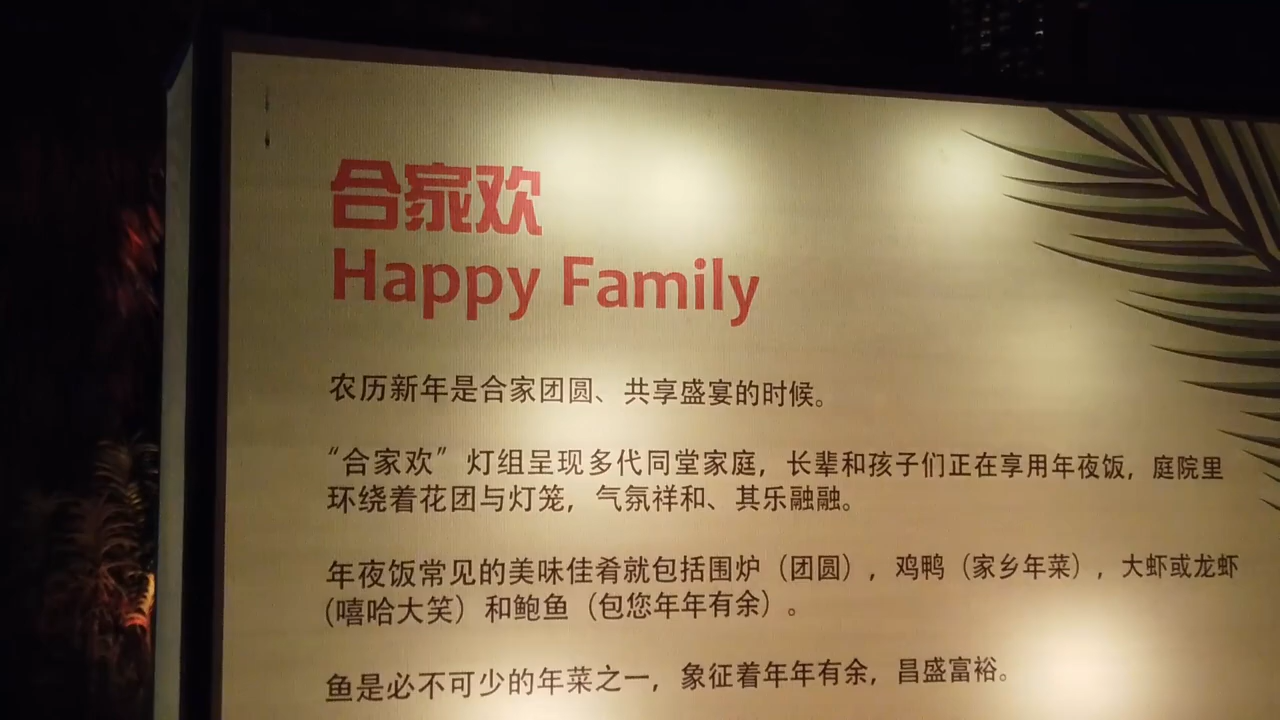 合家欢
Happy Family
农历新年是合家团圆、共享盛宴的时候。
“合家欢”灯组呈现多代同堂家庭，长辈和孩子们正在享用年夜饭，庭院里
环绕着花团与灯笼，气氛祥和、其乐融融。
年夜饭常见的美味佳肴就包括围炉（团圆），鸡鸭（家乡年菜），大虾或龙虾
（嘻哈大笑）和鲍鱼（包您年年有余）。
鱼是必不可少的年菜之一，象征着年年有余，昌盛富裕。